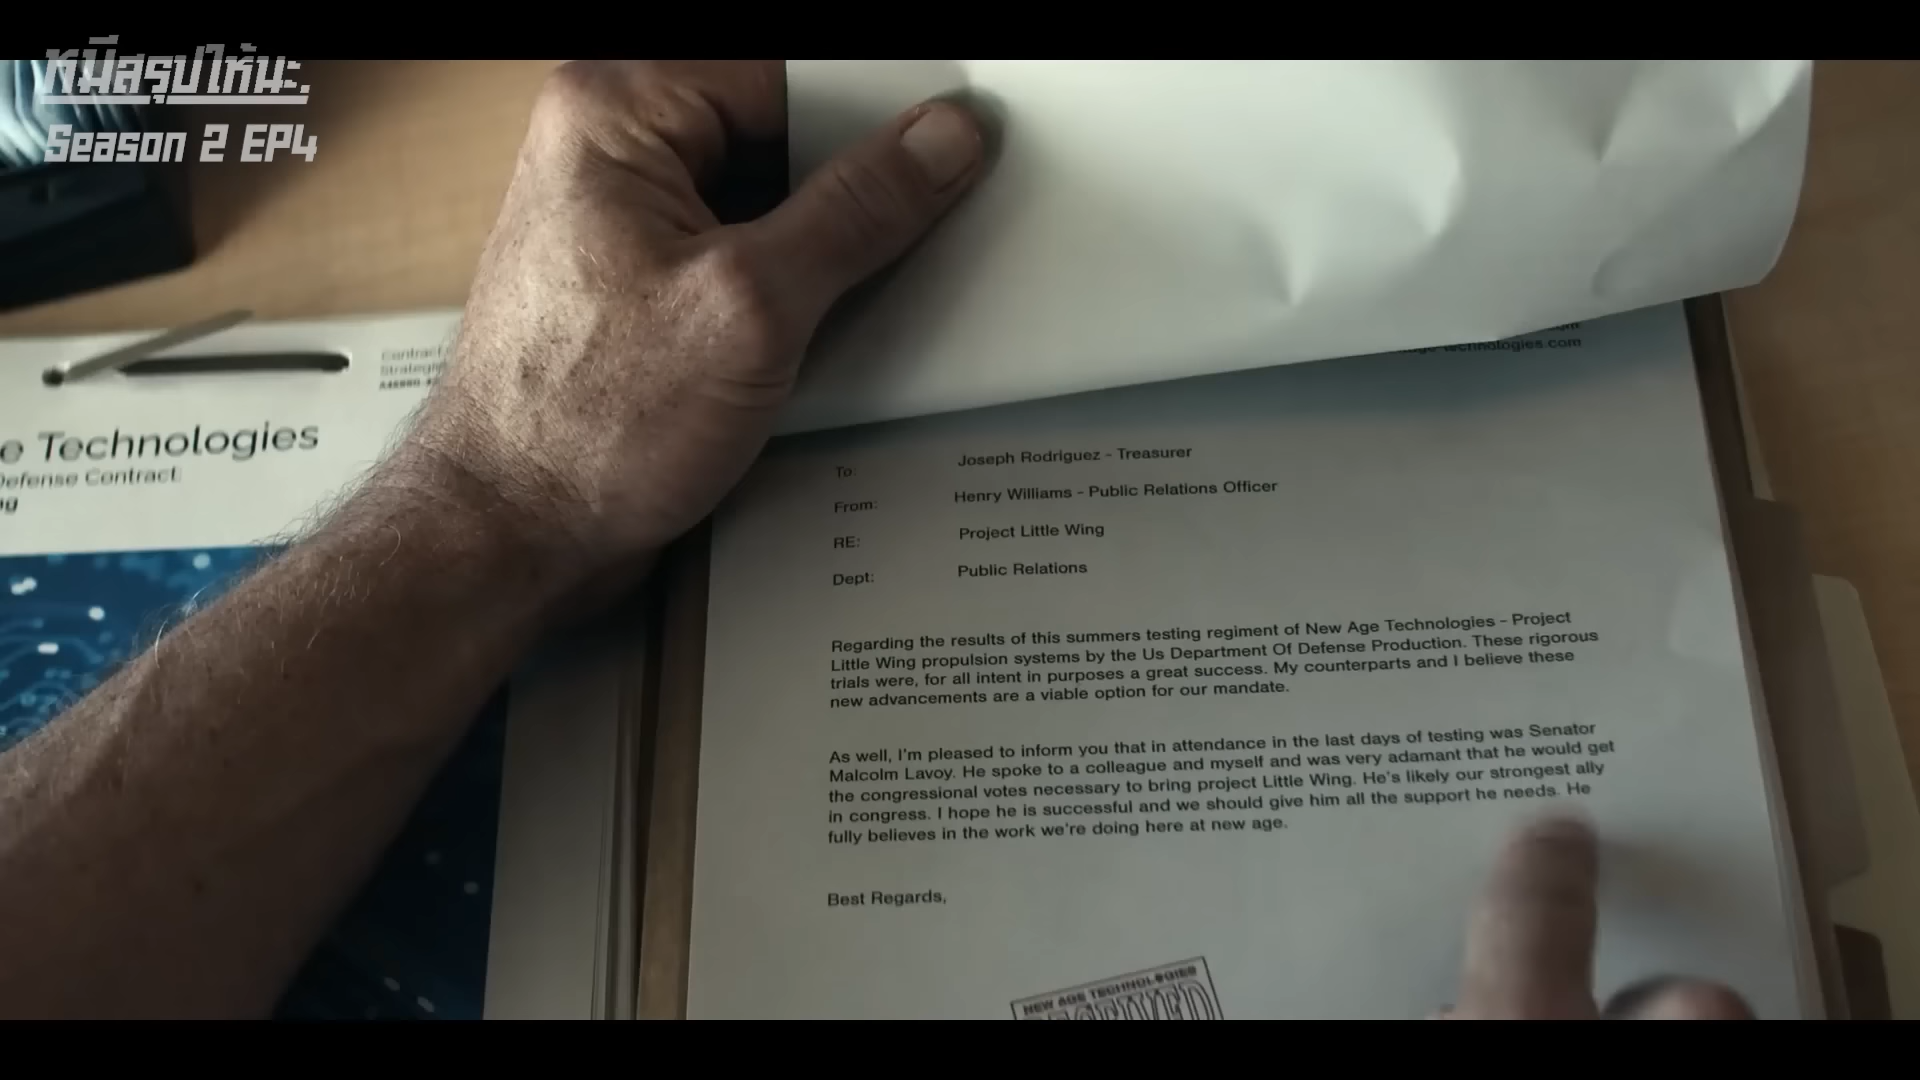 หมีสรุปให้นะ.
Season 2 EP4
Contract
e Technologies
Defense Contract
technologies.com
To: Joseph Rodriguez - Treasurer
From: Henry Williams - Public Relations Officer
RE: Project Little Wing
Dept: Public Relations
Regarding the results of this summers testing regiment of New Age Technologies - Project
Little Wing propulsion systems by the Us Department Of Defense Production. These rigorous
trials were, for all intent in purposes a great success. My counterparts and I believe these
new advancements are a viable option for our mandate.
As well, I'm pleased to inform you that in attendance in the last days of testing was Senator
Malcolm Lavoy. He spoke to a colleague and myself and was very adamant that he would get
the congressional votes necessary to bring project Little Wing. He's likely our strongest ally
in congress. I hope he is successful and we should give him all the support he needs. He
fully believes in the work we're doing here at new age.
Best Regards,
NEW AGE TECHNOLOGIES
RECEIVED